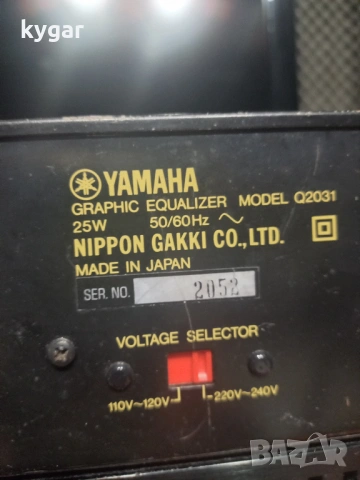 kygar
YAMAHA
GRAPHIC EQUALIZER MODEL Q2031
25W 50/60Hz ~
NIPPON GAKKI CO., LTD.
MADE IN JAPAN
SER. NO. 2052
VOLTAGE SELECTOR
110V~120V 220V~240V
BAZAR
bg